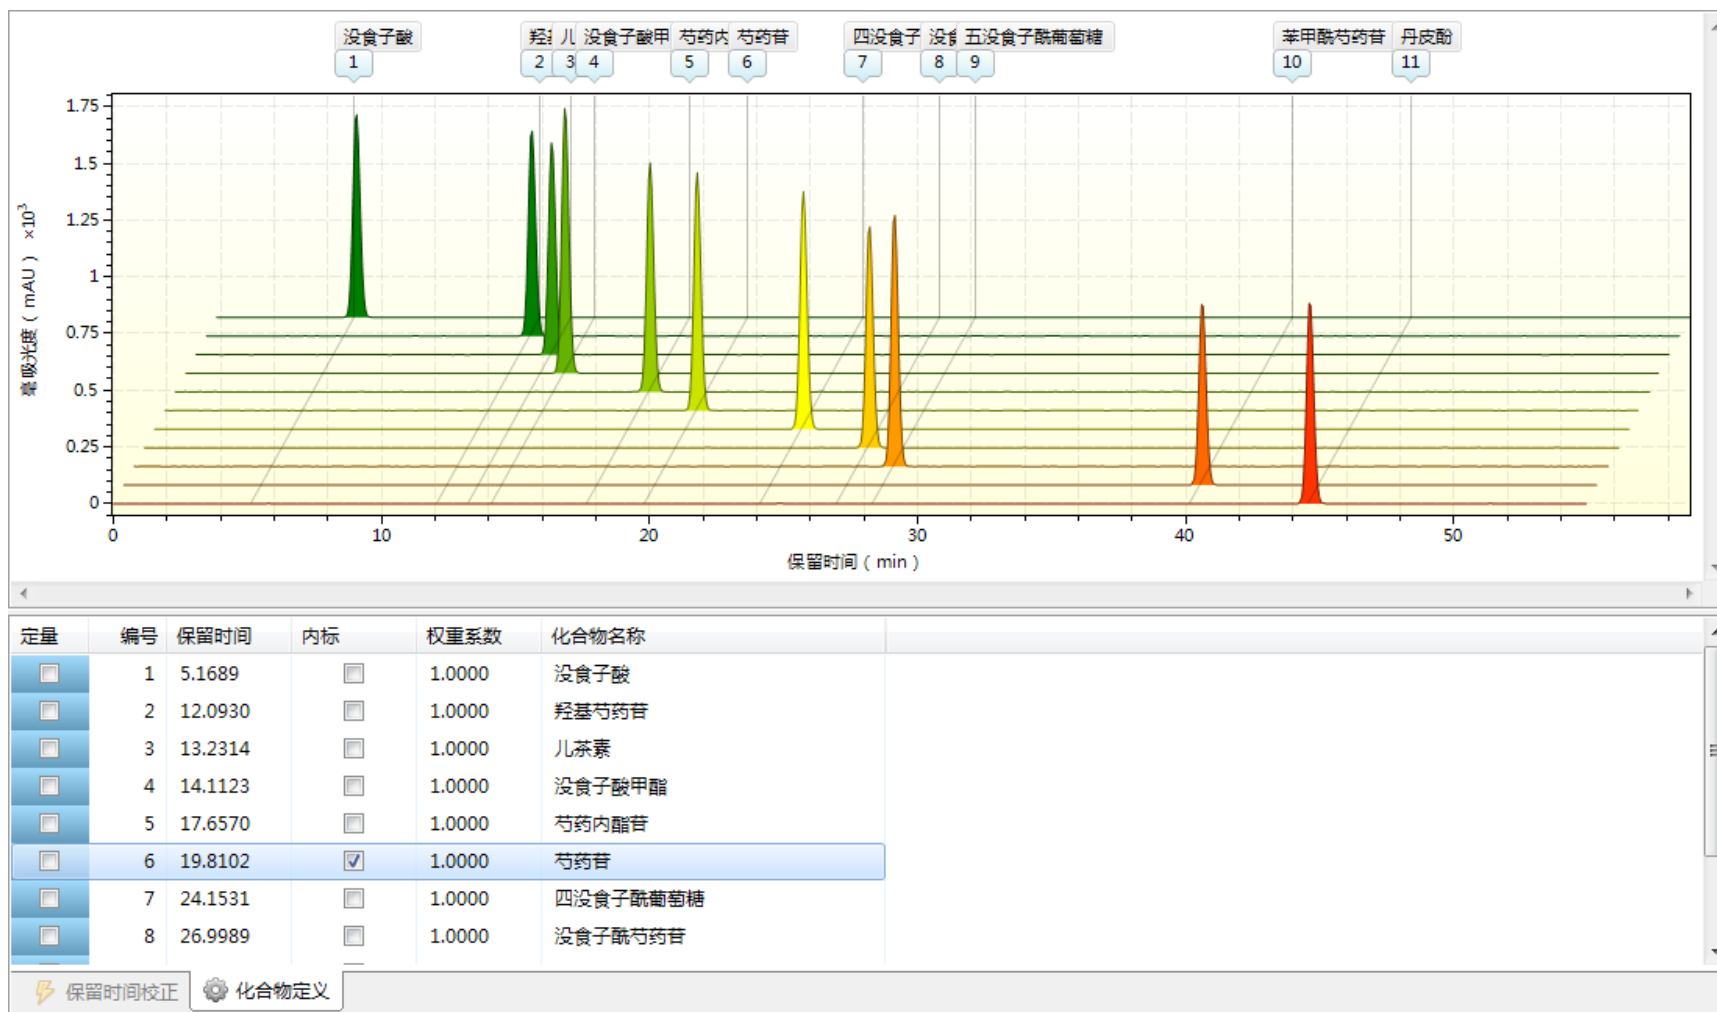 没食子酸 羟 儿 没食子酸甲 芍药内 芍药苷 四没食子 没食 五没食子酰葡萄糖 苯甲酰芍药苷 丹皮酚
1 2 3 4 5 6 7 8 9 10 11
1.75
1.5
1.25
1
0.75
0.5
0.25
0
毫吸光度（mAU）×10³
0 10 20 30 40 50
保留时间（min）
定量 编号 保留时间 内标 权重系数 化合物名称
1 5.1689 1.0000 没食子酸
2 12.0930 1.0000 羟基芍药苷
3 13.2314 1.0000 儿茶素
4 14.1123 1.0000 没食子酸甲酯
5 17.6570 1.0000 芍药内酯苷
6 19.8102 1.0000 芍药苷
7 24.1531 1.0000 四没食子酰葡萄糖
8 26.9989 1.0000 没食子酰芍药苷
保留时间校正 化合物定义